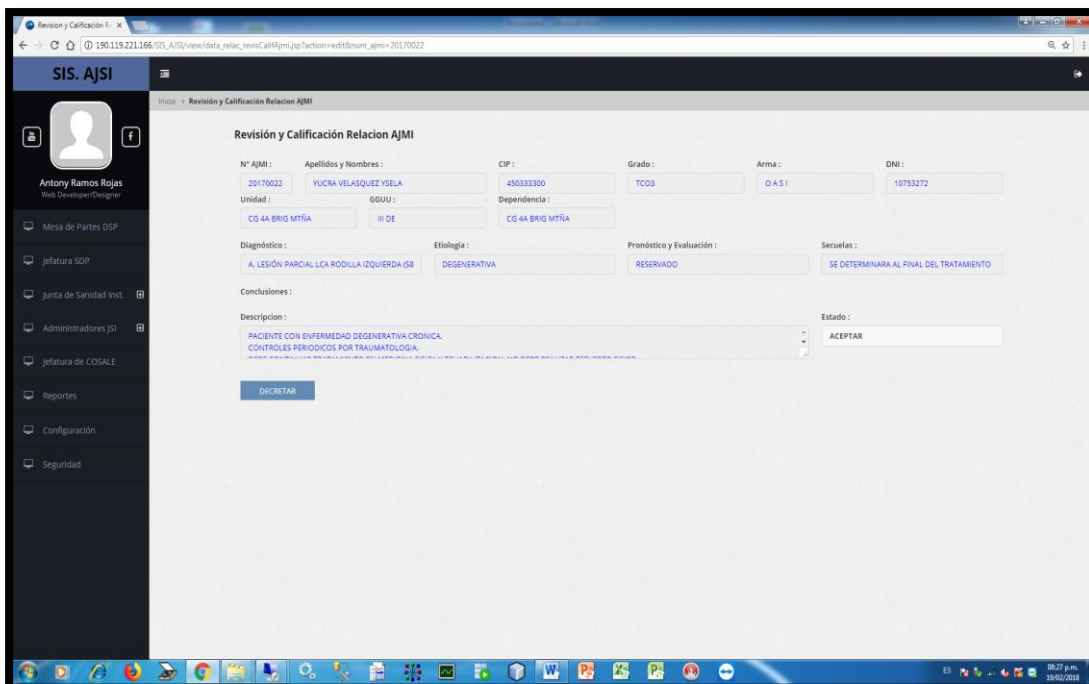 Revision y Calificación Re
190.119.221.166/SIS_AJSI/view/data_relac_revisCalifAjmi.jsp?action=edit&num_ajmi=20170022
SIS. AJSI
Inicio > Revisión y Calificación Relacion AJMI
Antony Ramos Rojas
Web Developer/Designer
Mesa de Partes DSP
Jefatura SDP
Junta de Sanidad Inst.
Administradores JSI
Jefatura de COSALE
Reportes
Configuración
Seguridad
Revisión y Calificación Relacion AJMI
N° AJMI : Apellidos y Nombres : CIP : Grado : Arma : DNI :
20170022 YUCRA VELASQUEZ YSELA 450333300 TCO3 O A S I 10753272
Unidad : GGUU : Dependencia :
CG 4A BRIG MTÑA III DE CG 4A BRIG MTÑA
Diagnóstico : Etiologia : Pronóstico y Evaluación : Secuelas :
A. LESIÓN PARCIAL LCA RODILLA IZQUIERDA (S8 DEGENERATIVA RESERVADO SE DETERMINARA AL FINAL DEL TRATAMIENTO
Conclusiones :
Descripcion : Estado :
PACIENTE CON ENFERMEDAD DEGENERATIVA CRONICA. ACEPTAR
CONTROLES PERIODICOS POR TRAUMATOLOGIA.
DECRETAR
ES 08:27 p.m.
19/02/2018